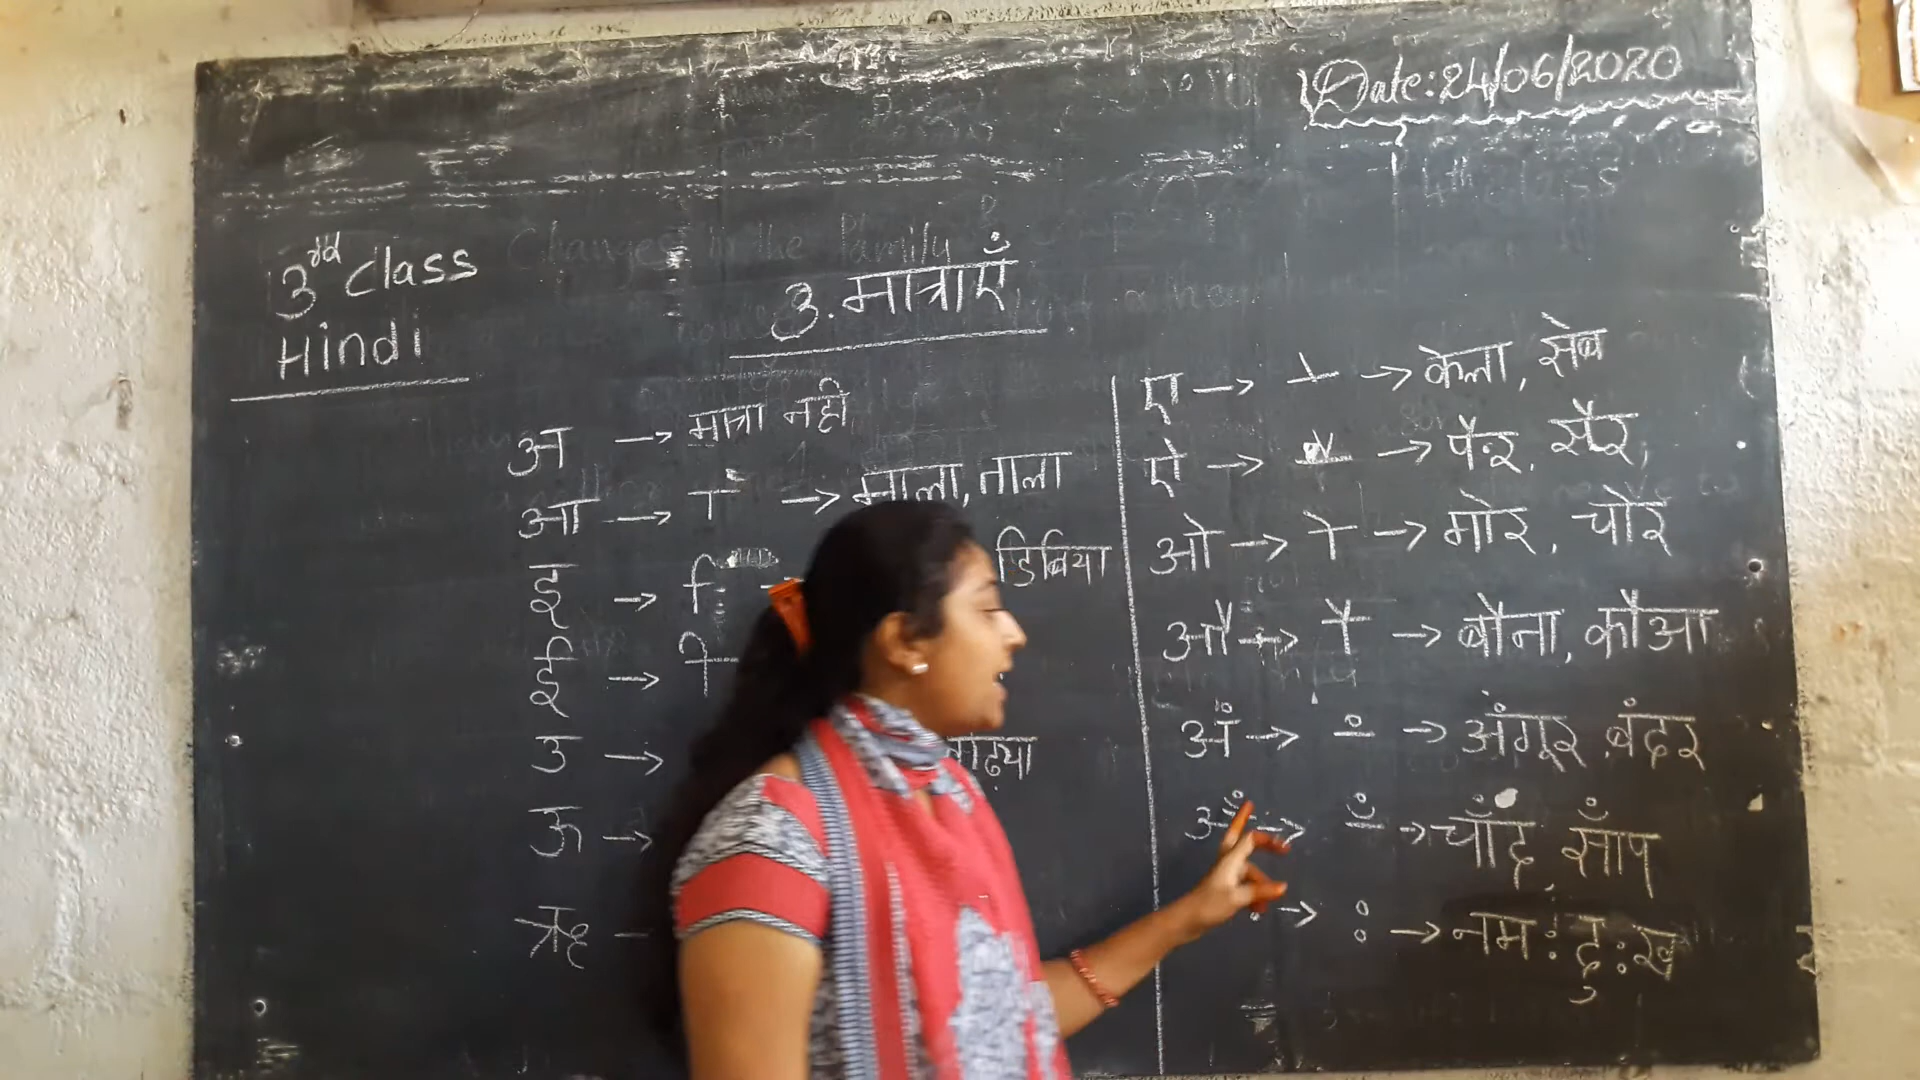 Date: 24/06/2020
3rd Class
Hindi
3. मात्राएँ
अ → मात्रा नही
आ → ा → माला, ताला
इ → ि डिबिया
ई → ी
उ →
ऊ →
ऋ
ए → े → केला, सेब
ऐ → ै → पैर, सैर,
ओ → ो → मोर, चोर
औ → ौ → बौना, कौआ
अं → ं → अंगूर, बंदर
अँ → ँ → चाँद, साँप
→ ः → नमः दुःख